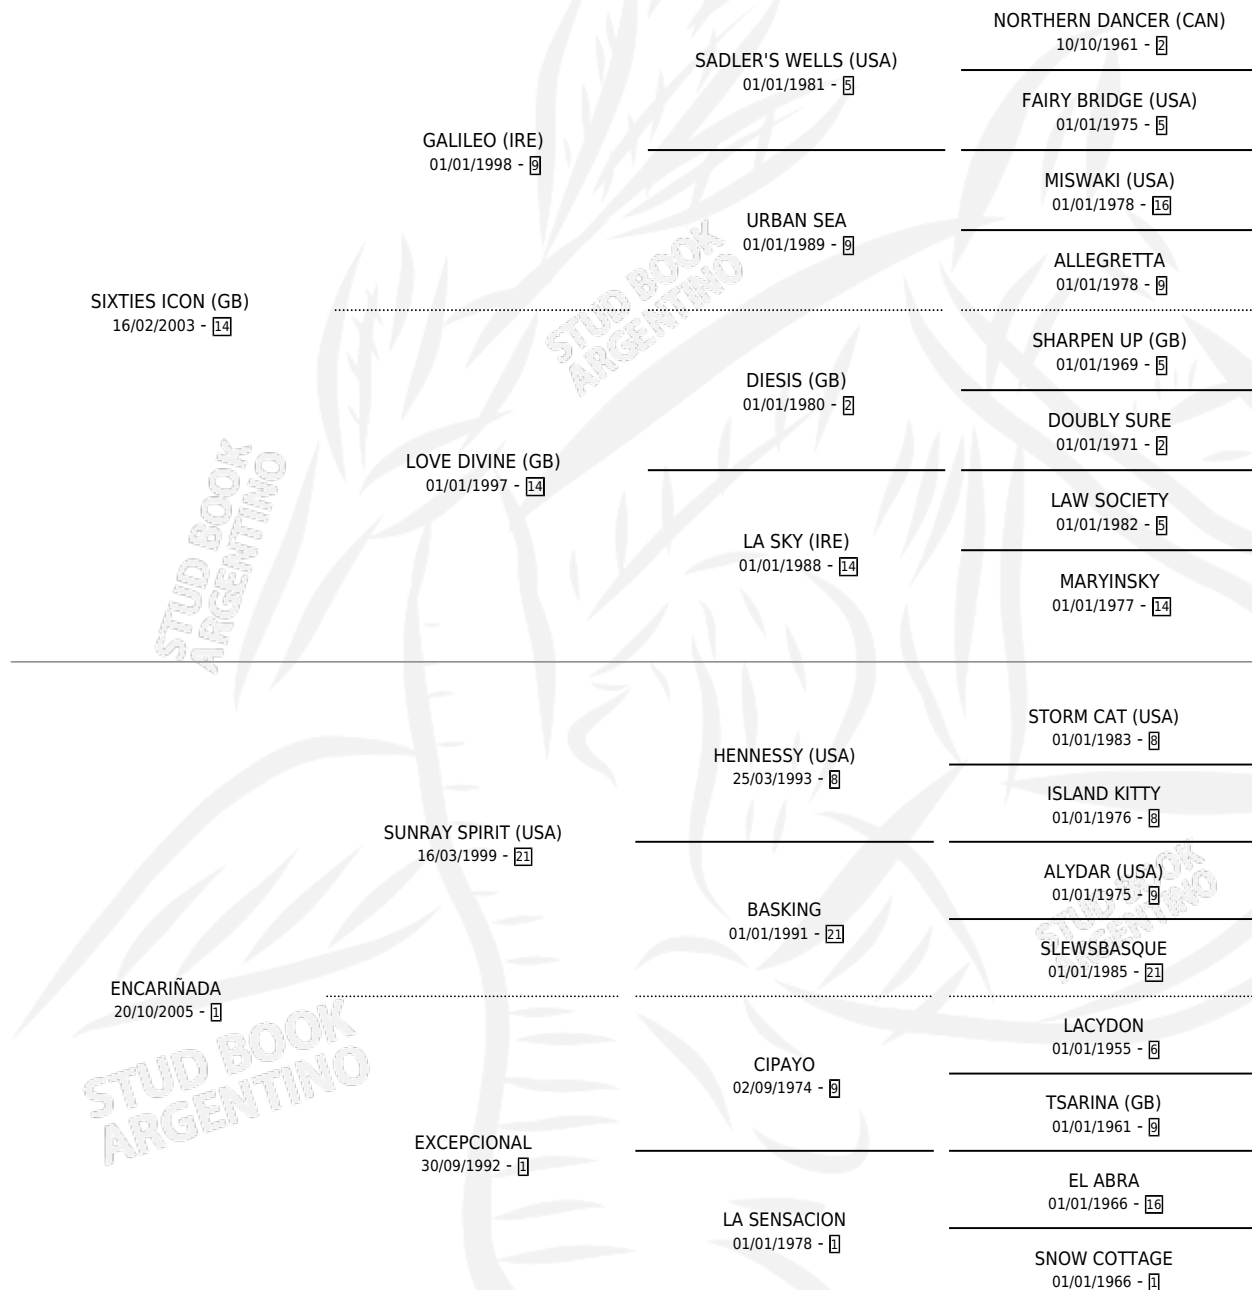 NORTHERN DANCER (CAN)
10/10/1961 - 2
SADLER'S WELLS (USA)
01/01/1981 - 5
FAIRY BRIDGE (USA)
01/01/1975 - 5
GALILEO (IRE)
01/01/1998 - 9
MISWAKI (USA)
01/01/1978 - 16
URBAN SEA
01/01/1989 - 9
ALLEGRETTA
01/01/1978 - 9
SIXTIES ICON (GB)
16/02/2003 - 14
STUD BOOK
ARGENTINO
SHARPEN UP (GB)
01/01/1969 - 5
DIESIS (GB)
01/01/1980 - 2
DOUBLY SURE
01/01/1971 - 2
LOVE DIVINE (GB)
01/01/1997 - 14
STUD BOOK
ARGENTINO
LAW SOCIETY
01/01/1982 - 5
LA SKY (IRE)
01/01/1988 - 14
MARYINSKY
01/01/1977 - 14
STORM CAT (USA)
01/01/1983 - 8
HENNESSY (USA)
25/03/1993 - 8
ISLAND KITTY
01/01/1976 - 8
SUNRAY SPIRIT (USA)
16/03/1999 - 21
ALYDAR (USA)
01/01/1975 - 9
STUD BOOK
ARGENTINO
BASKING
01/01/1991 - 21
SLEWSBASQUE
01/01/1985 - 21
ENCARIÑADA
20/10/2005 - 1
STUD BOOK
ARGENTINO
LACYDON
01/01/1955 - 6
CIPAYO
02/09/1974 - 9
TSARINA (GB)
01/01/1961 - 9
EXCEPCIONAL
30/09/1992 - 1
EL ABRA
01/01/1966 - 16
LA SENSACION
01/01/1978 - 1
SNOW COTTAGE
01/01/1966 - 1